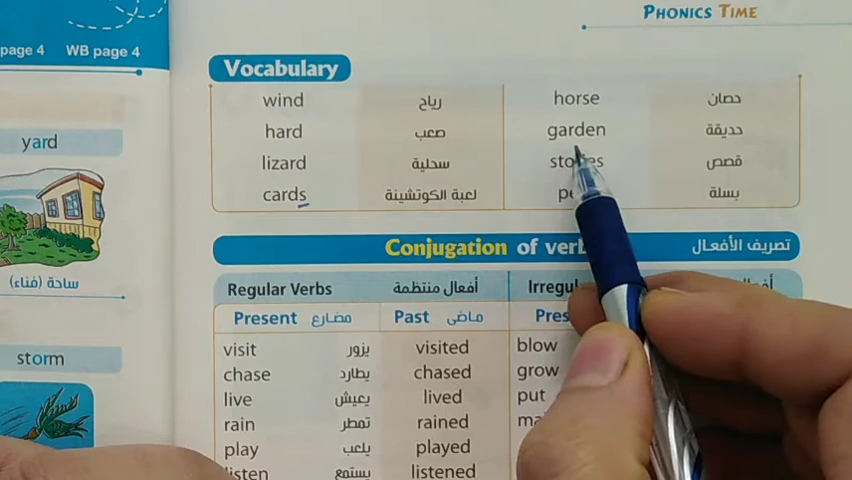 PHONICS TIME
page 4 WB page 4
Vocabulary
wind رياح horse حصان
hard صعب garden حديقة
lizard سحلية قصص
cards لعبة الكوتشينة بسلة
yard
ساحة (فناء)
storm
Conjugation of تصريف الأفعال
Regular Verbs أفعال منتظمة
Present مضارع Past ماضى
visit يزور visited blow
chase يطارد chased grow
live يعيش lived put
rain تمطر rained
play يلعب played
listen يستمع listened